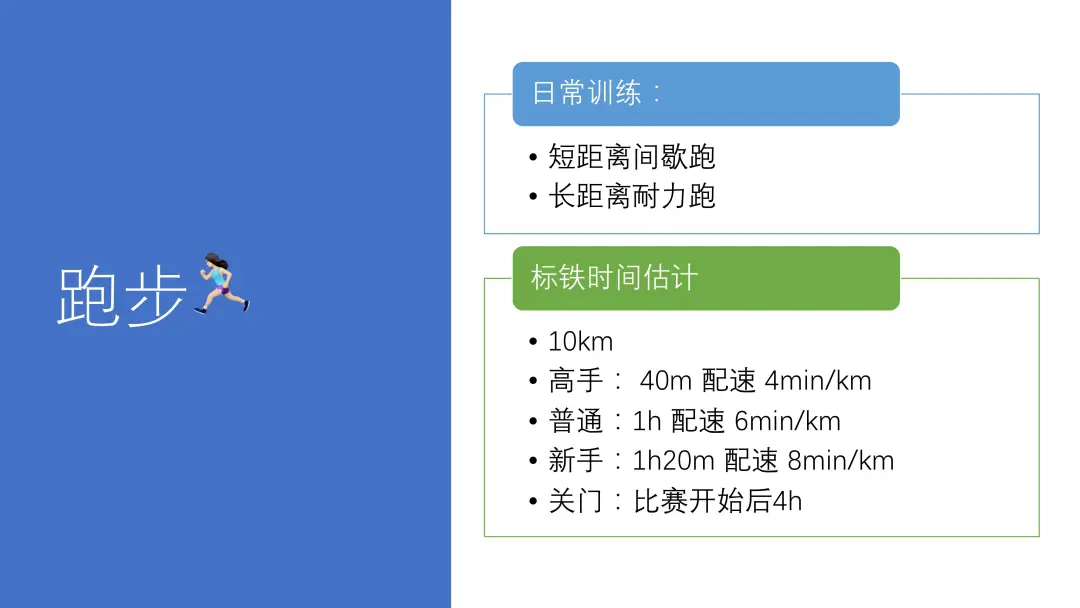 跑步🏃🏻‍♀️
日常训练：
• 短距离间歇跑
• 长距离耐力跑
标铁时间估计
• 10km
• 高手： 40m 配速 4min/km
• 普通：1h 配速 6min/km
• 新手：1h20m 配速 8min/km
• 关门：比赛开始后4h